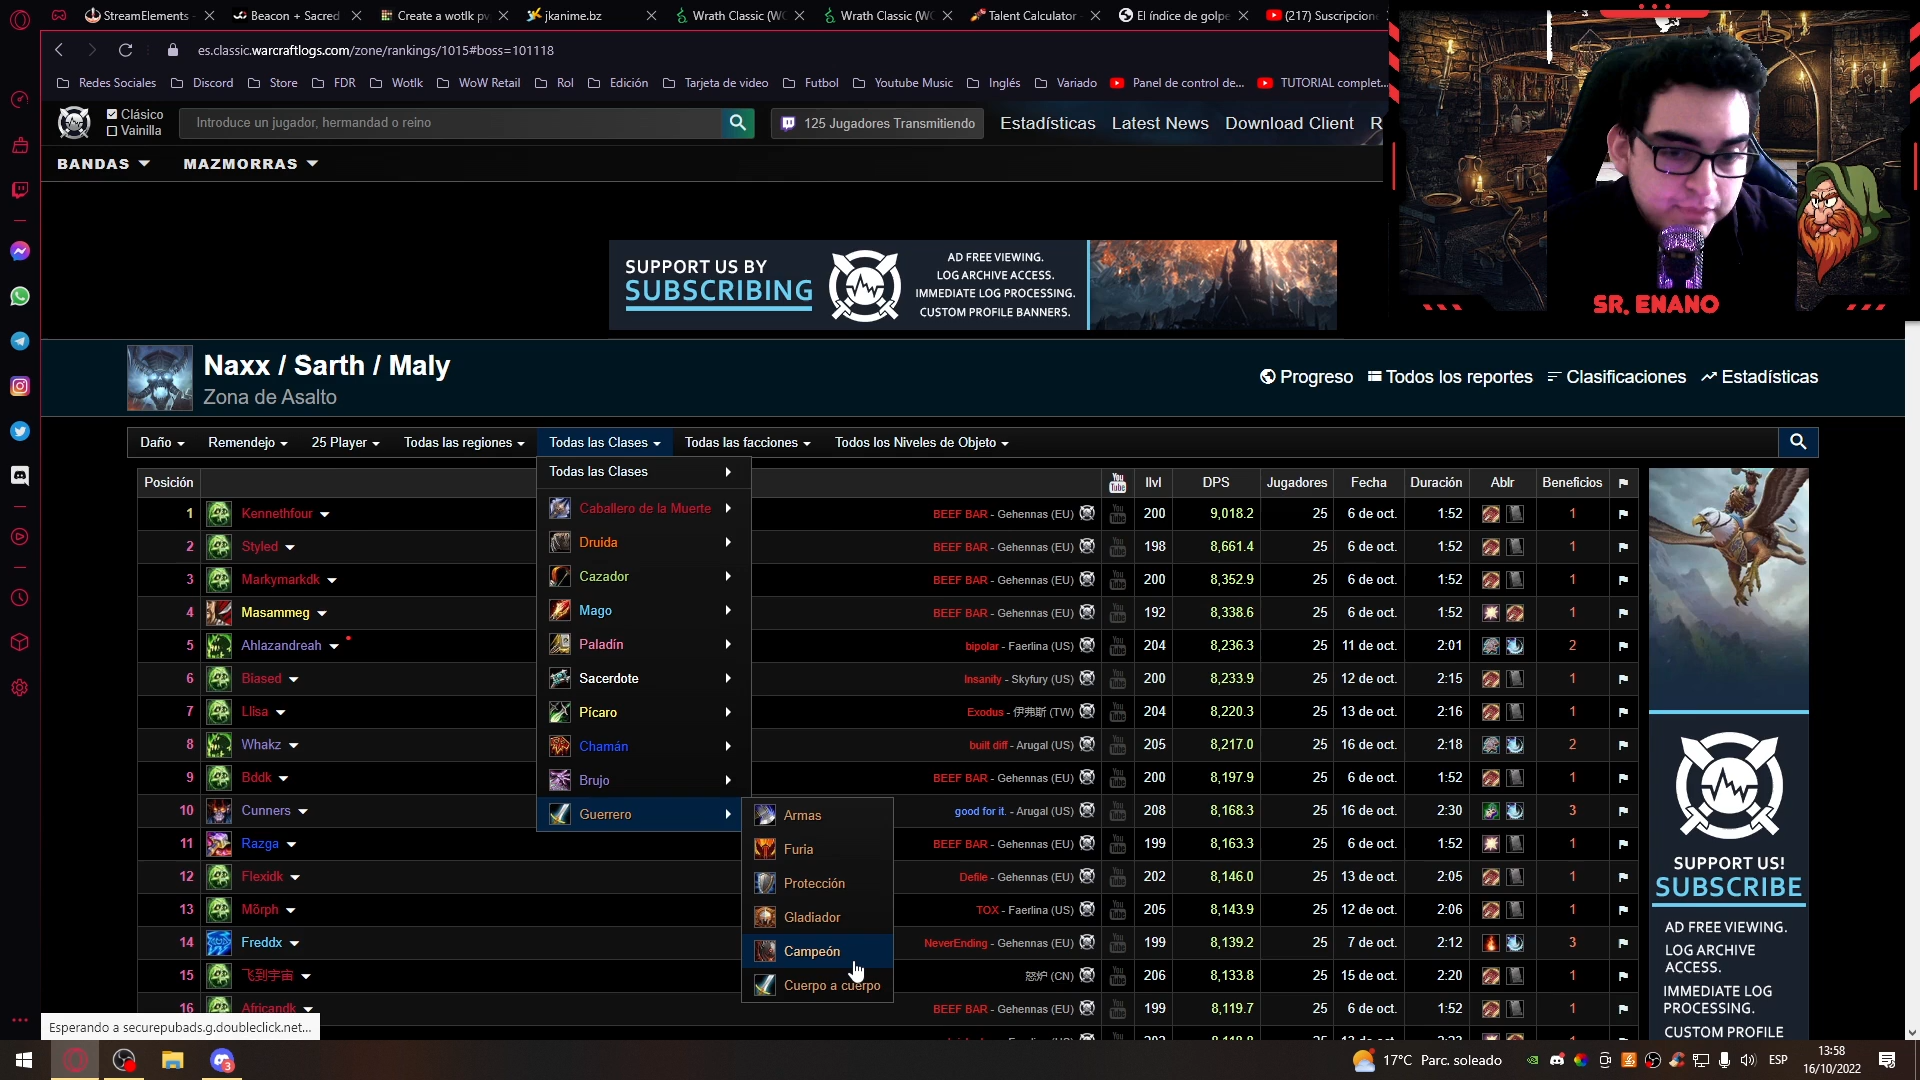 StreamElements -
Beacon + Sacred
Create a wotlk pv
jkanime.bz
Wrath Classic (WC
Wrath Classic (WC
Talent Calculator
El índice de golpe
(217) Suscripcion
es.classic.warcraftlogs.com/zone/rankings/1015#boss=101118
Redes Sociales
Discord
Store
FDR
Wotlk
WoW Retail
Rol
Edición
Tarjeta de video
Futbol
Youtube Music
Inglés
Variado
Panel de control de...
TUTORIAL complet...
Clásico
Vainilla
Introduce un jugador, hermandad o reino
125 Jugadores Transmitiendo
Estadísticas
Latest News
Download Client
R
BANDAS
MAZMORRAS
SR. ENANO
SUPPORT US BY
SUBSCRIBING
AD FREE VIEWING.
LOG ARCHIVE ACCESS.
IMMEDIATE LOG PROCESSING.
CUSTOM PROFILE BANNERS.
Naxx / Sarth / Maly
Zona de Asalto
Progreso
Todos los reportes
Clasificaciones
Estadísticas
Daño
Remendejo
25 Player
Todas las regiones
Todas las Clases
Todas las facciones
Todos los Niveles de Objeto
Todas las Clases
Caballero de la Muerte
Druida
Cazador
Mago
Paladín
Sacerdote
Pícaro
Chamán
Brujo
Guerrero
Armas
Furia
Protección
Gladiador
Campeón
Cuerpo a cuerpo
Posición You Tube Ilvl DPS Jugadores Fecha Duración Ablr Beneficios
1 Kennethfour BEEF BAR - Gehennas (EU) 200 9,018.2 25 6 de oct. 1:52 1
2 Styled BEEF BAR - Gehennas (EU) 198 8,661.4 25 6 de oct. 1:52 1
3 Markymarkdk BEEF BAR - Gehennas (EU) 200 8,352.9 25 6 de oct. 1:52 1
4 Masammeg BEEF BAR - Gehennas (EU) 192 8,338.6 25 6 de oct. 1:52 1
5 Ahlazandreah bipolar - Faerlina (US) 204 8,236.3 25 11 de oct. 2:01 2
6 Biased Insanity - Skyfury (US) 200 8,233.9 25 12 de oct. 2:15 1
7 Llisa Exodus - 伊弗斯 (TW) 204 8,220.3 25 13 de oct. 2:16 1
8 Whakz built diff - Arugal (US) 205 8,217.0 25 16 de oct. 2:18 2
9 Bddk BEEF BAR - Gehennas (EU) 200 8,197.9 25 6 de oct. 1:52 1
10 Cunners good for it. - Arugal (US) 208 8,168.3 25 16 de oct. 2:30 3
11 Razga BEEF BAR - Gehennas (EU) 199 8,163.3 25 6 de oct. 1:52 1
12 Flexidk Defile - Gehennas (EU) 202 8,146.0 25 13 de oct. 2:05 1
13 Mõrph TOX - Faerlina (US) 205 8,143.9 25 12 de oct. 2:06 1
14 Freddx NeverEnding - Gehennas (EU) 199 8,139.2 25 7 de oct. 2:12 3
15 飞到宇宙 怒炉 (CN) 206 8,133.8 25 15 de oct. 2:20 1
16 Africandk BEEF BAR - Gehennas (EU) 199 8,119.7 25 6 de oct. 1:52 1
SUPPORT US!
SUBSCRIBE
AD FREE VIEWING.
LOG ARCHIVE
ACCESS.
IMMEDIATE LOG
PROCESSING.
CUSTOM PROFILE
Esperando a securepubads.g.doubleclick.net...
3
17°C Parc. soleado
ESP
13:58
16/10/2022